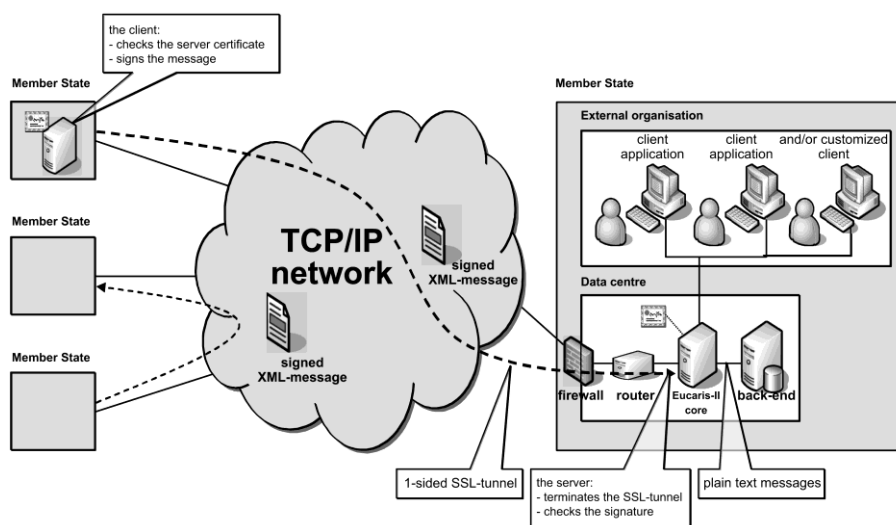 the client:
- checks the server certificate
- signs the message
Member State
Member State
Member State
TCP/IP
network
signed
XML-message
signed
XML-message
Member State
External organisation
client
application
client
application
and/or customized
client
Data centre
firewall
router
Eucaris-II
core
back-end
1-sided SSL-tunnel
the server:
- terminates the SSL-tunnel
- checks the signature
plain text messages